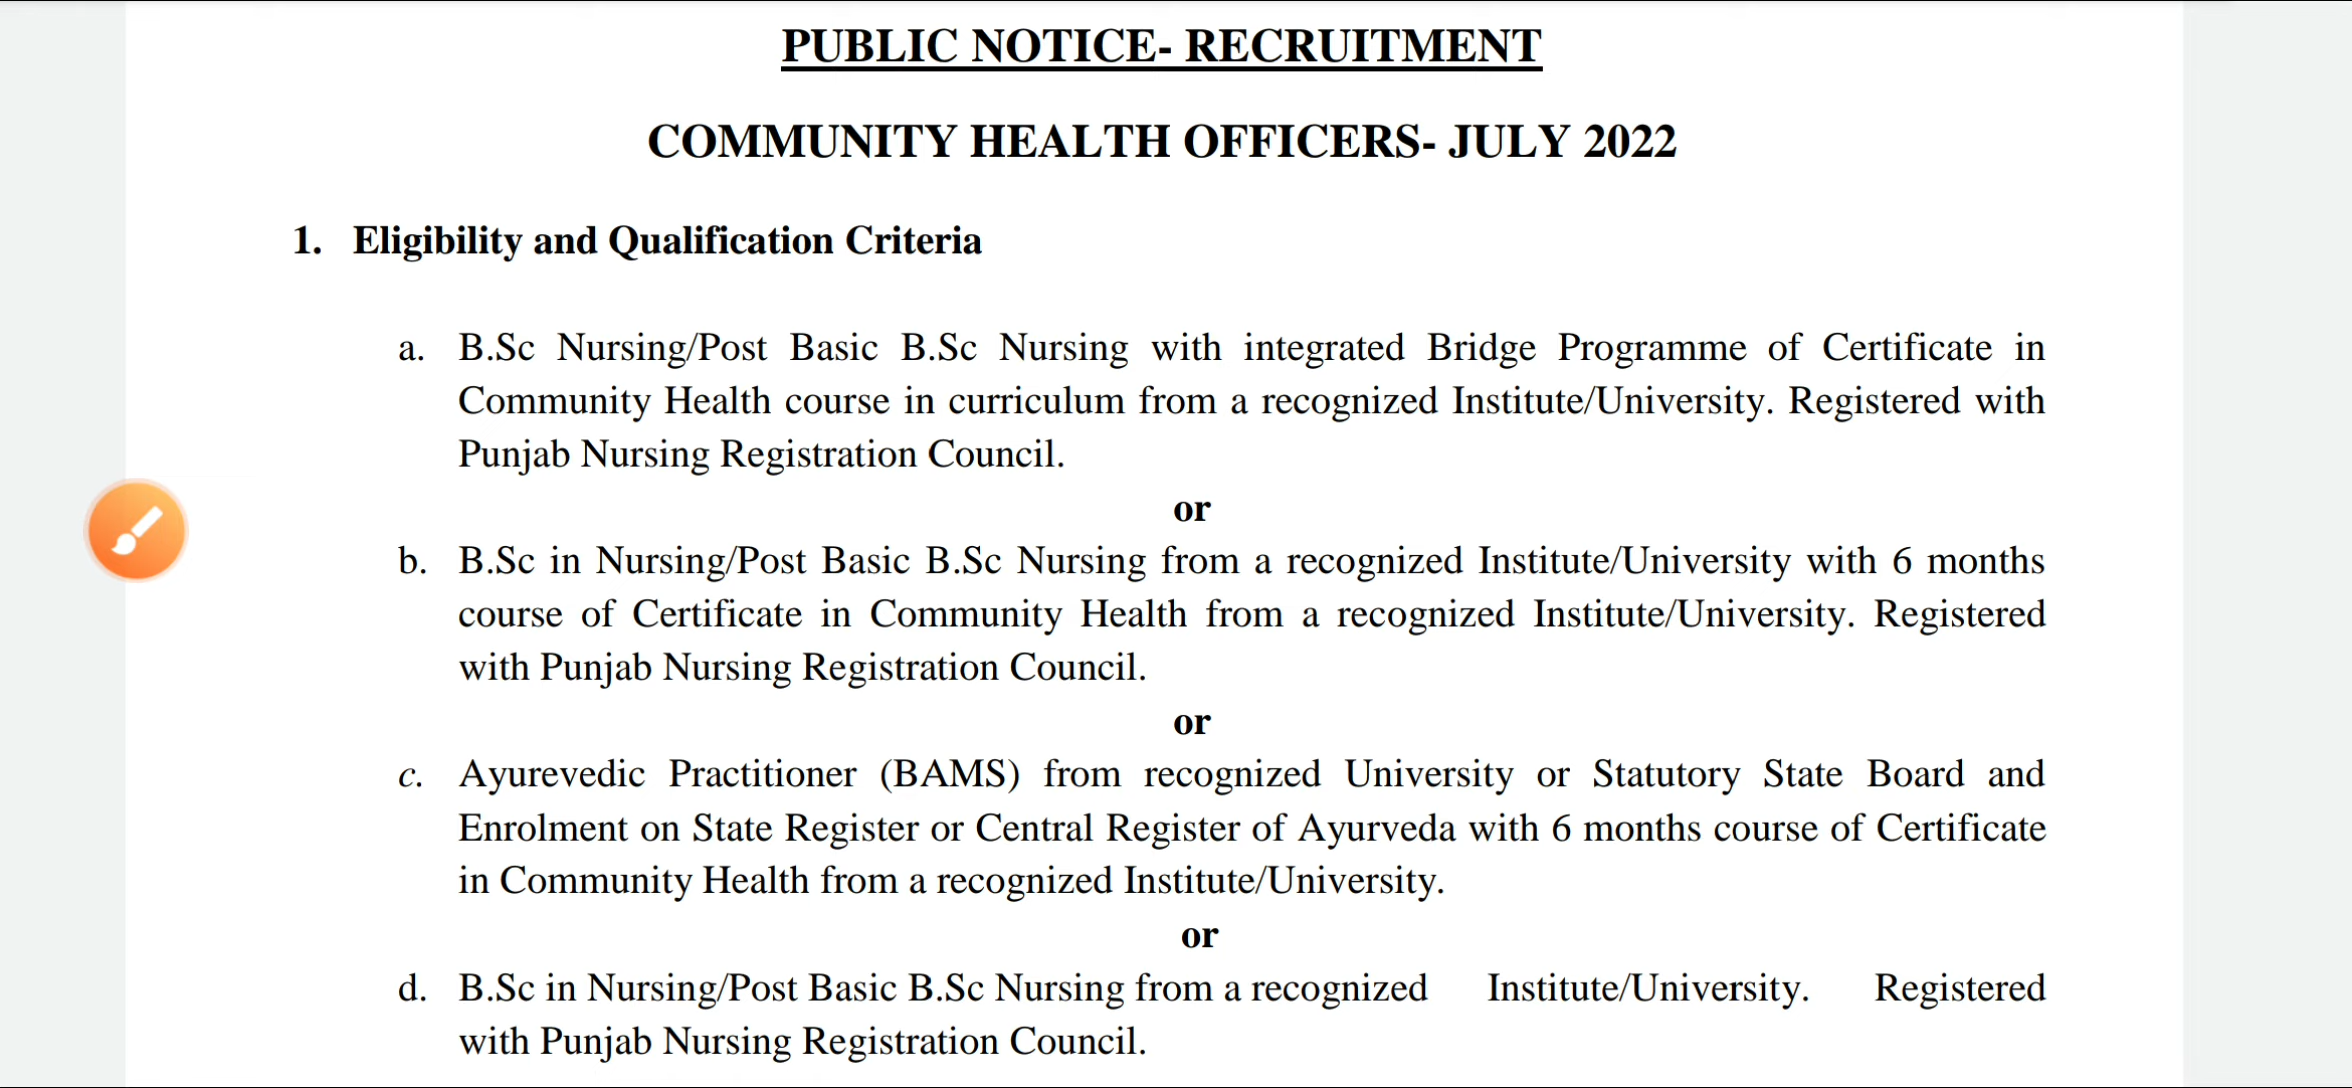 PUBLIC NOTICE- RECRUITMENT
COMMUNITY HEALTH OFFICERS- JULY 2022
1. Eligibility and Qualification Criteria
a. B.Sc Nursing/Post Basic B.Sc Nursing with integrated Bridge Programme of Certificate in
Community Health course in curriculum from a recognized Institute/University. Registered with
Punjab Nursing Registration Council.
or
b. B.Sc in Nursing/Post Basic B.Sc Nursing from a recognized Institute/University with 6 months
course of Certificate in Community Health from a recognized Institute/University. Registered
with Punjab Nursing Registration Council.
or
c. Ayurevedic Practitioner (BAMS) from recognized University or Statutory State Board and
Enrolment on State Register or Central Register of Ayurveda with 6 months course of Certificate
in Community Health from a recognized Institute/University.
or
d. B.Sc in Nursing/Post Basic B.Sc Nursing from a recognized Institute/University. Registered
with Punjab Nursing Registration Council.